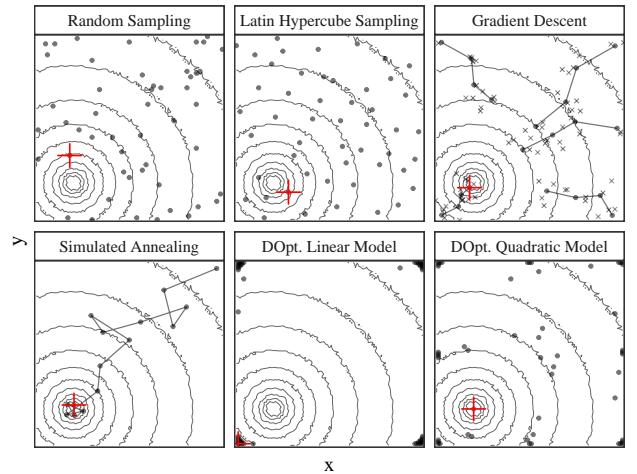 Random Sampling
Latin Hypercube Sampling
Gradient Descent
y
Simulated Annealing
DOpt. Linear Model
DOpt. Quadratic Model
x